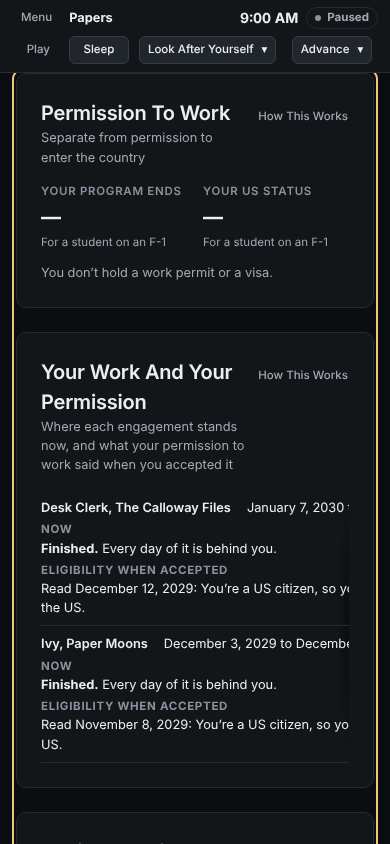 Menu Papers 9:00 AM Paused
Play Sleep Look After Yourself ▾ Advance ▾
Permission To Work How This Works
Separate from permission to
enter the country
YOUR PROGRAM ENDS YOUR US STATUS
— —
For a student on an F-1 For a student on an F-1
You don’t hold a work permit or a visa.
Your Work And Your How This Works
Permission
Where each engagement stands
now, and what your permission to
work said when you accepted it
Desk Clerk, The Calloway Files January 7, 2030
NOW
Finished. Every day of it is behind you.
ELIGIBILITY WHEN ACCEPTED
Read December 12, 2029: You’re a US citizen, so
the US.
Ivy, Paper Moons December 3, 2029 to
NOW
Finished. Every day of it is behind you.
ELIGIBILITY WHEN ACCEPTED
Read November 8, 2029: You’re a US citizen, so
US.